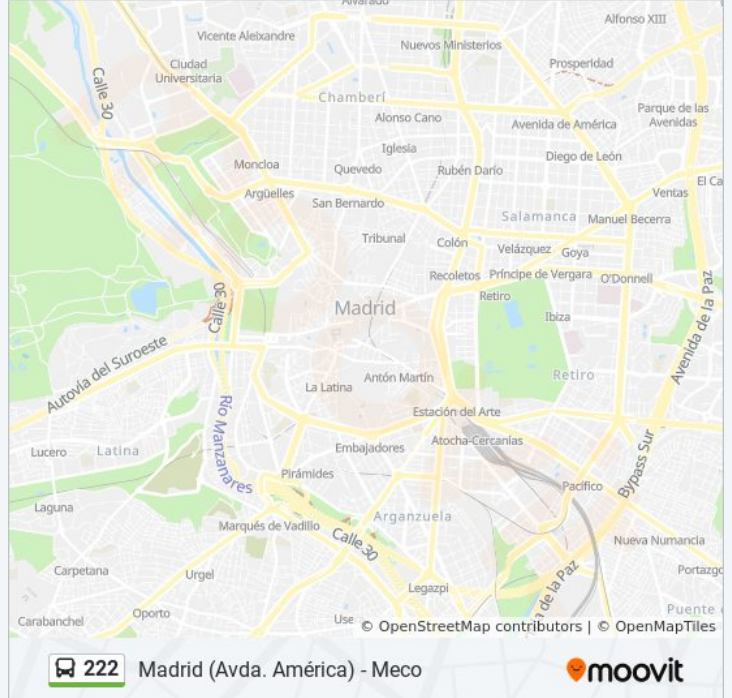 Alvarado
Alfonso XIII
Vicente Aleixandre
Nuevos Ministerios
Ciudad
Universitaria
Prosperidad
Calle 30
Chamberí
Parque de las
Avenidas
Alonso Cano
Avenida de América
Iglesia
Diego de León
Moncloa
Quevedo
Rubén Darío
El Ca
Argüelles
Ventas
San Bernardo
Salamanca
Manuel Becerra
Tribunal
Colón
Velázquez
Goya
Recoletos
Príncipe de Vergara
O'Donnell
Calle 30
Retiro
Madrid
Ibiza
Avenida de la Paz
Autovía del Suroeste
La Latina
Antón Martín
Retiro
Estación del Arte
Río Manzanares
Atocha-Cercanías
Lucero
Latina
Embajadores
Bypass Sur
Pirámides
Pacífico
Laguna
Arganzuela
Marqués de Vadillo
Calle 30
Nueva Numancia
Carpetana
Urgel
Portazgo
a de la Paz
Legazpi
Oporto
Puente
Carabanchel
Use
© OpenStreetMap contributors | © OpenMapTiles
222 Madrid (Avda. América) - Meco
moovit